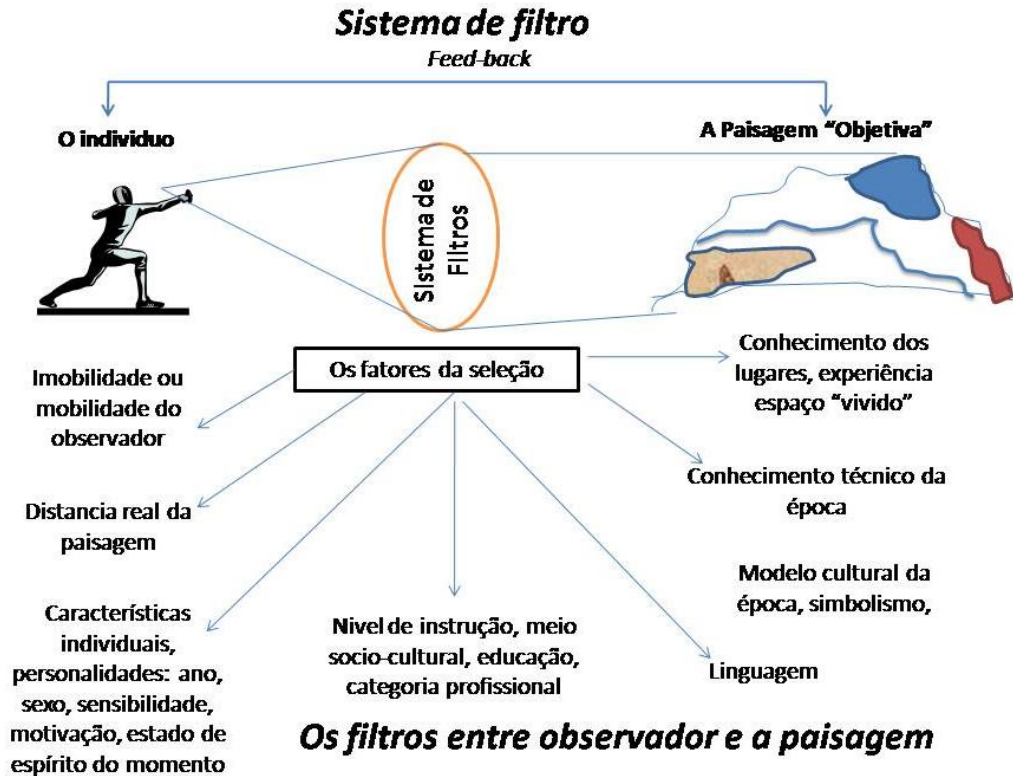 Sistema de filtro
Feed-back
O individuo
A Paisagem “Objetiva”
Sistema de
Filtros
Os fatores da seleção
Imobilidade ou
mobilidade do
observador
Distancia real da
paisagem
Características
individuais,
personalidades: ano,
sexo, sensibilidade,
motivação, estado de
espírito do momento
Nivel de instrução, meio
socio-cultural, educação,
categoria profissional
Conhecimento dos
lugares, experiência
espaço “vivido”
Conhecimento técnico da
época
Modelo cultural da
época, simbolismo,
Linguagem
Os filtros entre observador e a paisagem